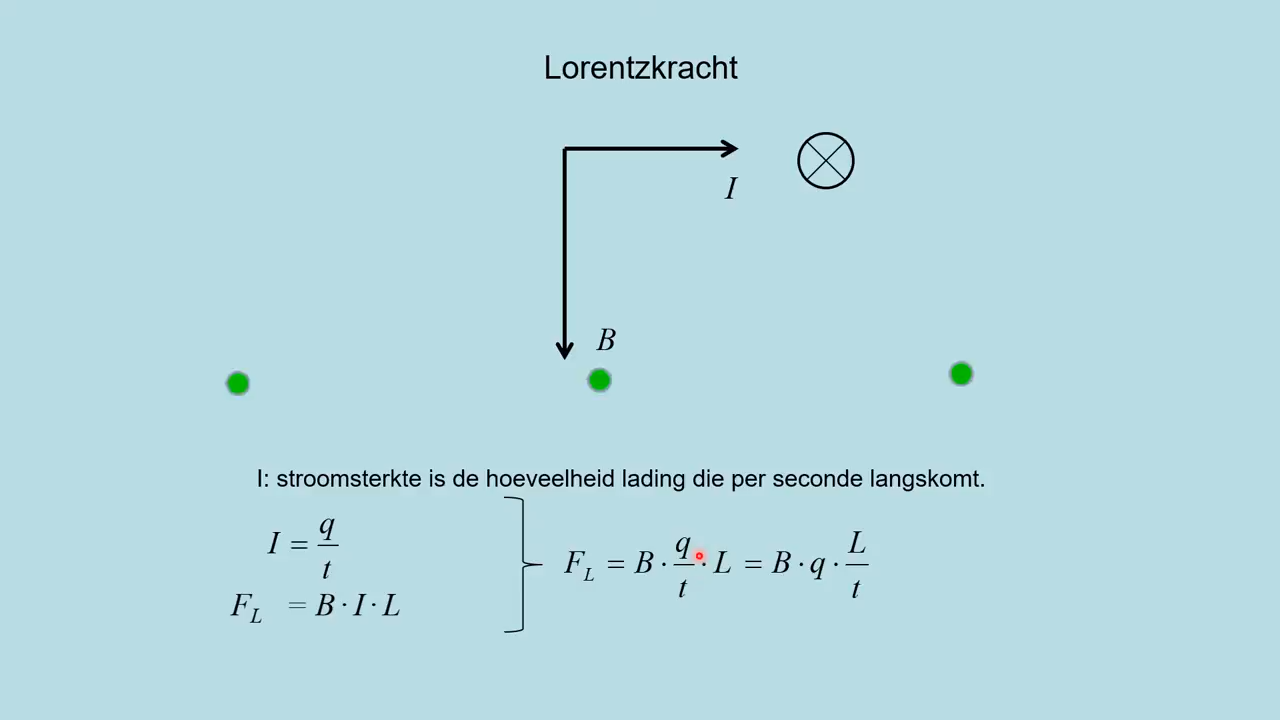 Lorentzkracht
I
B
I: stroomsterkte is de hoeveelheid lading die per seconde langskomt.
I = q/t
F_L = B · q/t · L = B · q · L/t
F_L = B · I · L